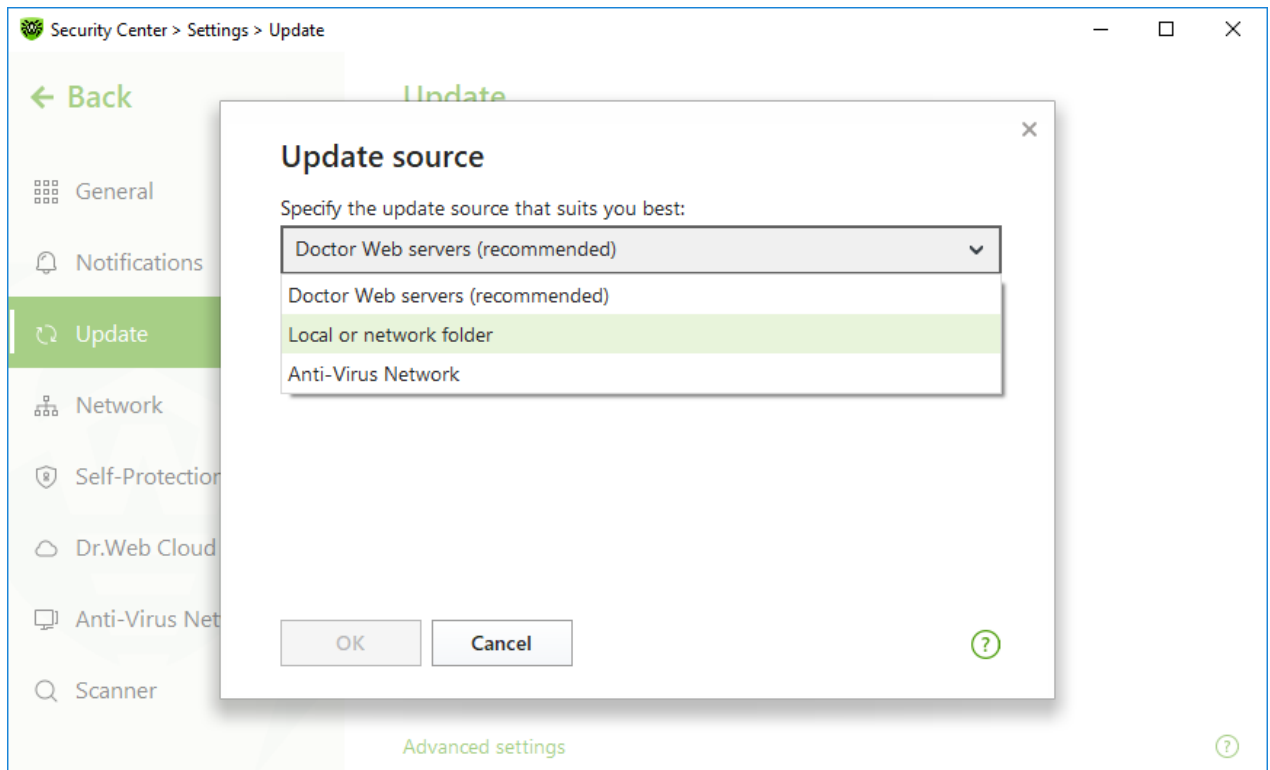 Security Center > Settings > Update
Back
Update
General
Notifications
Update
Network
Self-Protection
Dr.Web Cloud
Anti-Virus Net
Scanner
Update source
Specify the update source that suits you best:
Doctor Web servers (recommended)
Doctor Web servers (recommended)
Local or network folder
Anti-Virus Network
OK
Cancel
?
Advanced settings
?